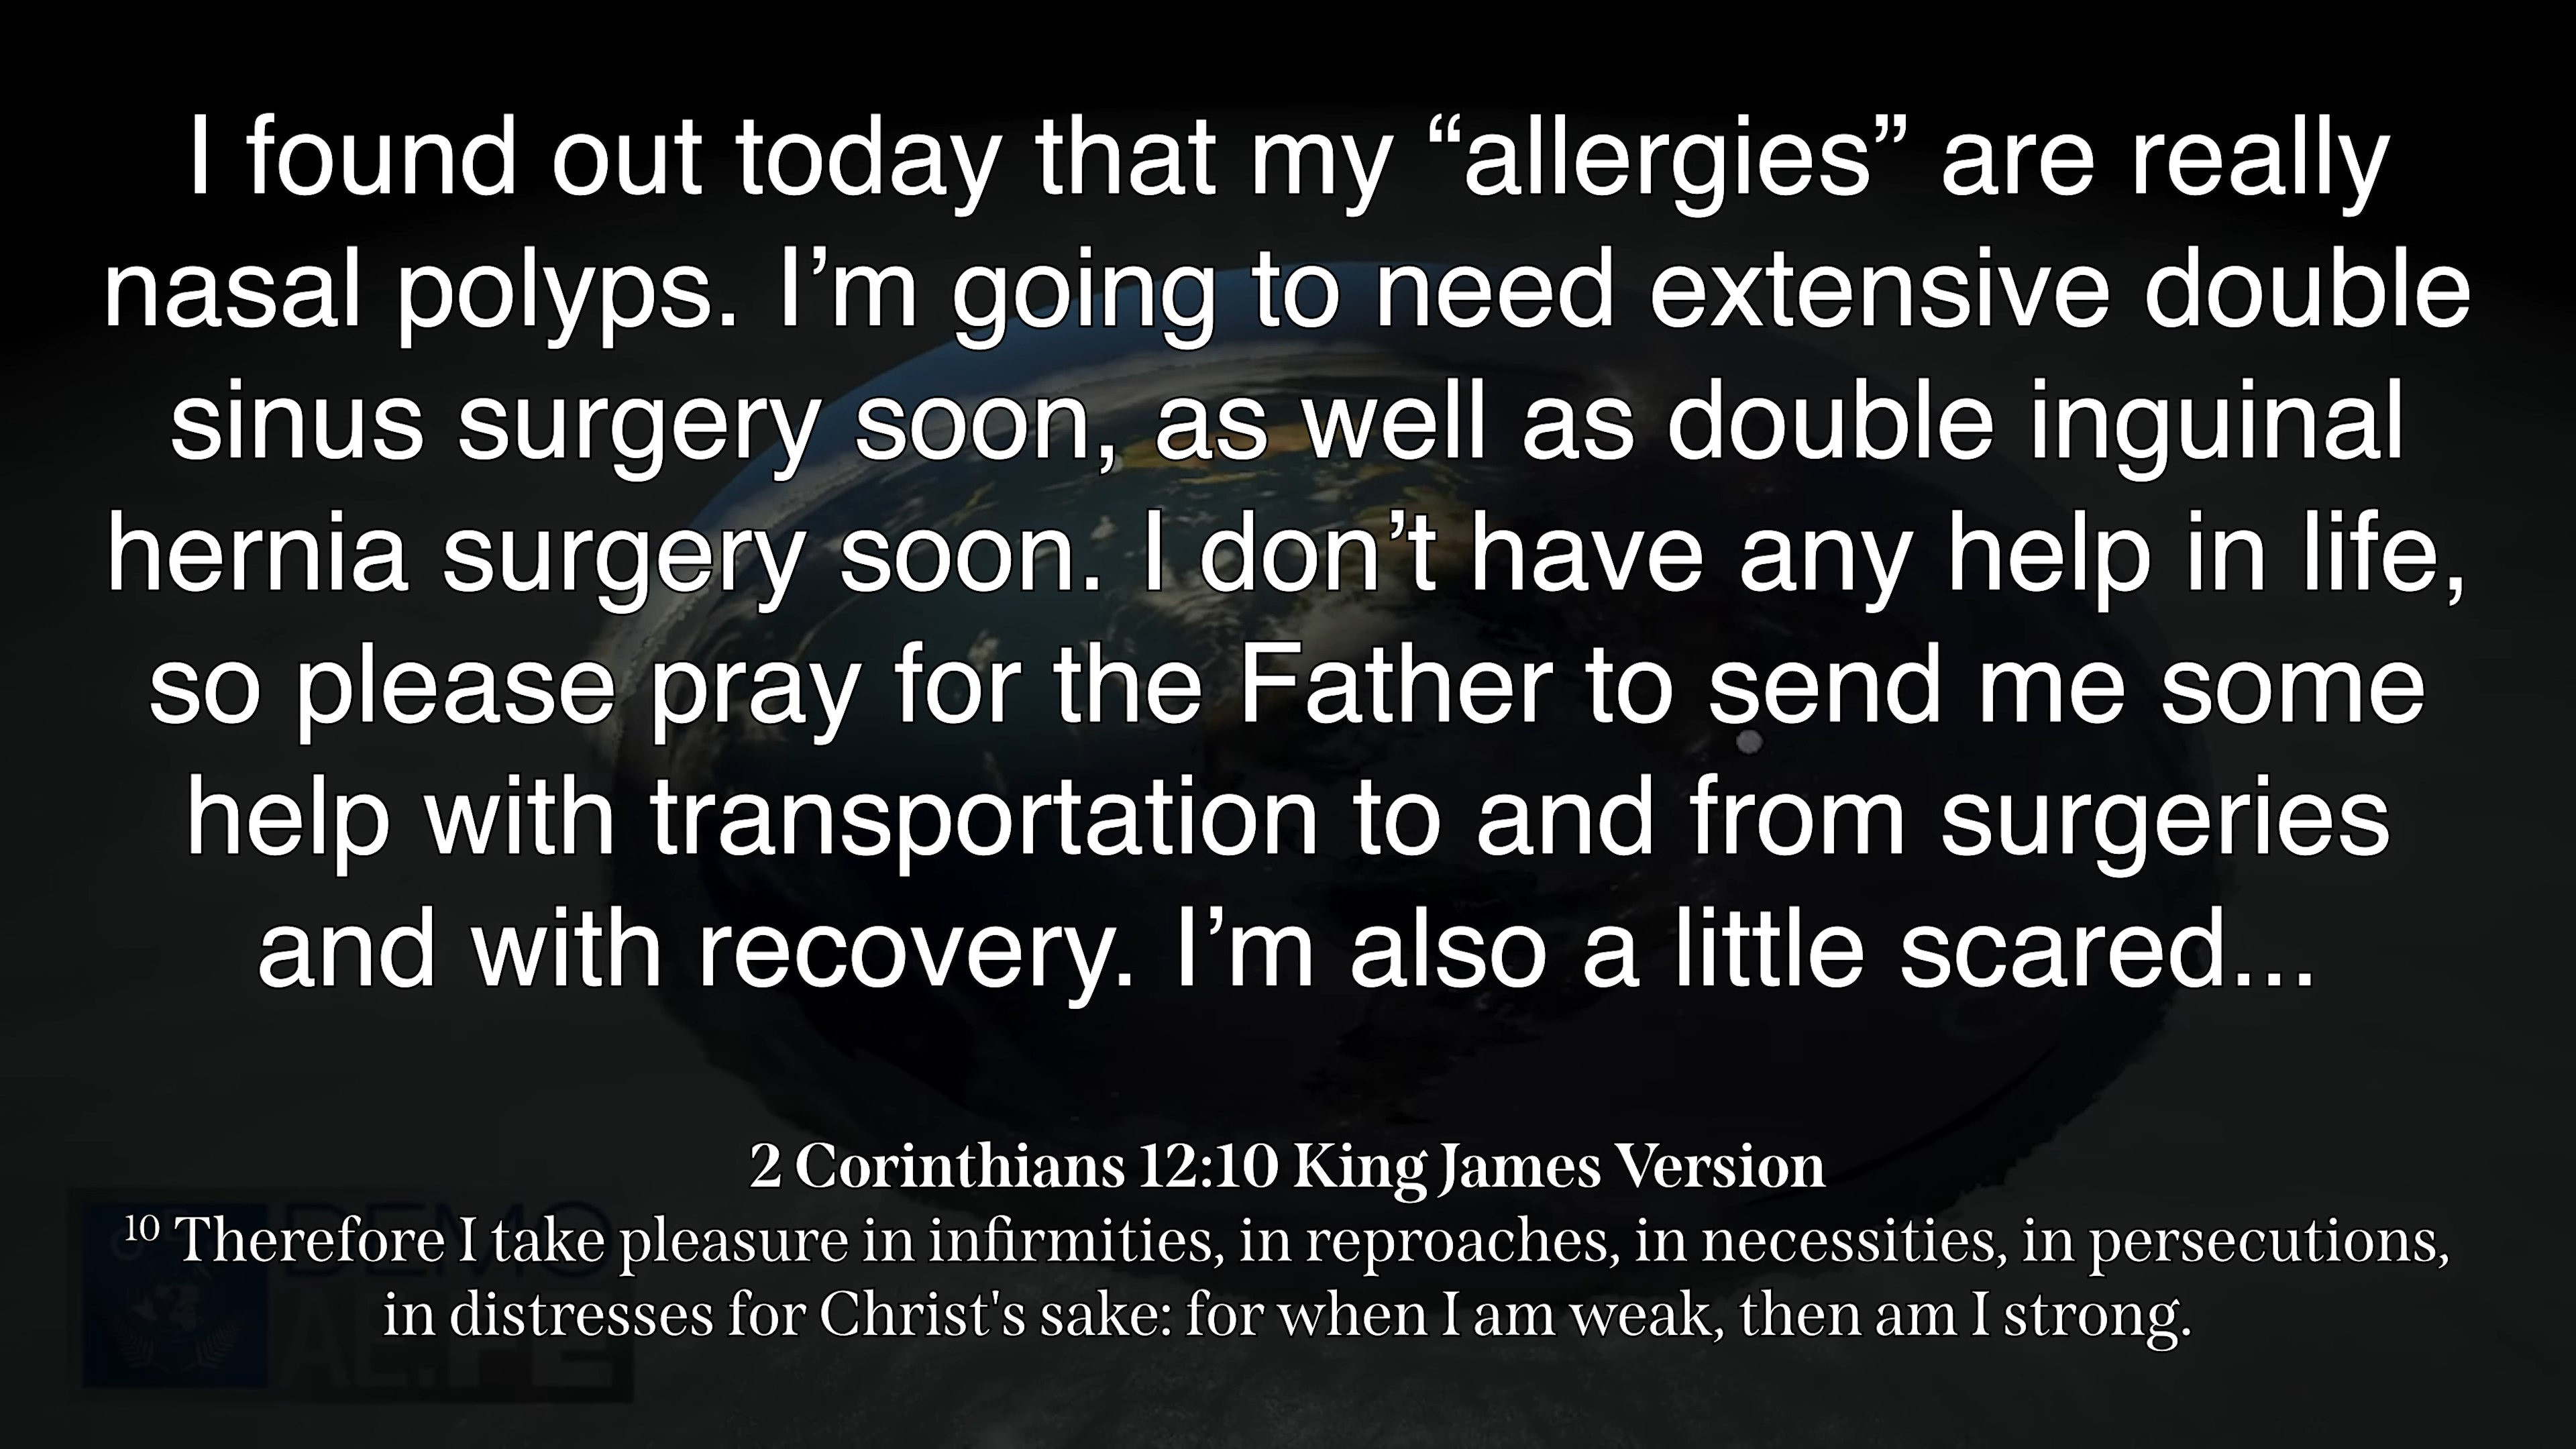 I found out today that my “allergies” are really
nasal polyps. I’m going to need extensive double
sinus surgery soon, as well as double inguinal
hernia surgery soon. I don’t have any help in life,
so please pray for the Father to send me some
help with transportation to and from surgeries
and with recovery. I’m also a little scared...
2 Corinthians 12:10 King James Version
10 Therefore I take pleasure in infirmities, in reproaches, in necessities, in persecutions,
in distresses for Christ's sake: for when I am weak, then am I strong.
DEMO